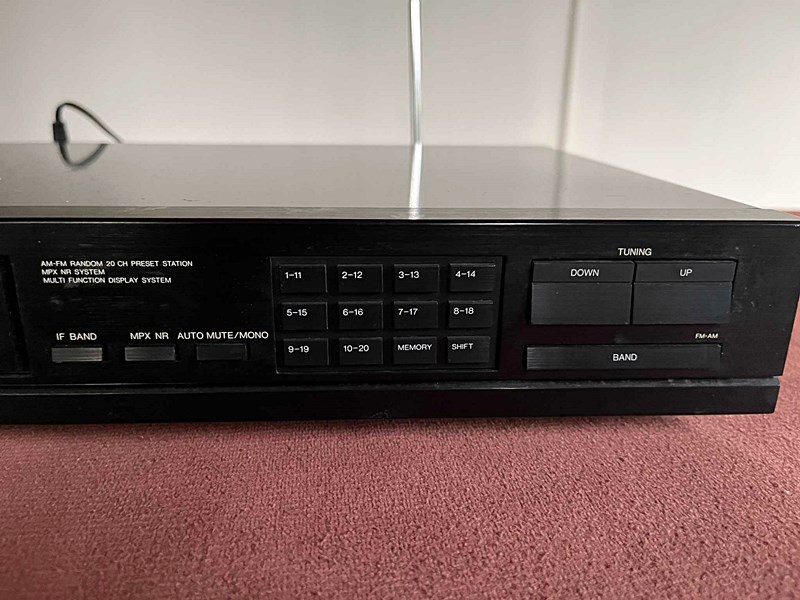 AM-FM RANDOM 20 CH PRESET STATION
MPX NR SYSTEM
MULTI FUNCTION DISPLAY SYSTEM
IF BAND MPX NR AUTO MUTE/MONO
1-11 2-12 3-13 4-14
5-15 6-16 7-17 8-18
9-19 10-20 MEMORY SHIFT
TUNING
DOWN UP
FM-AM
BAND